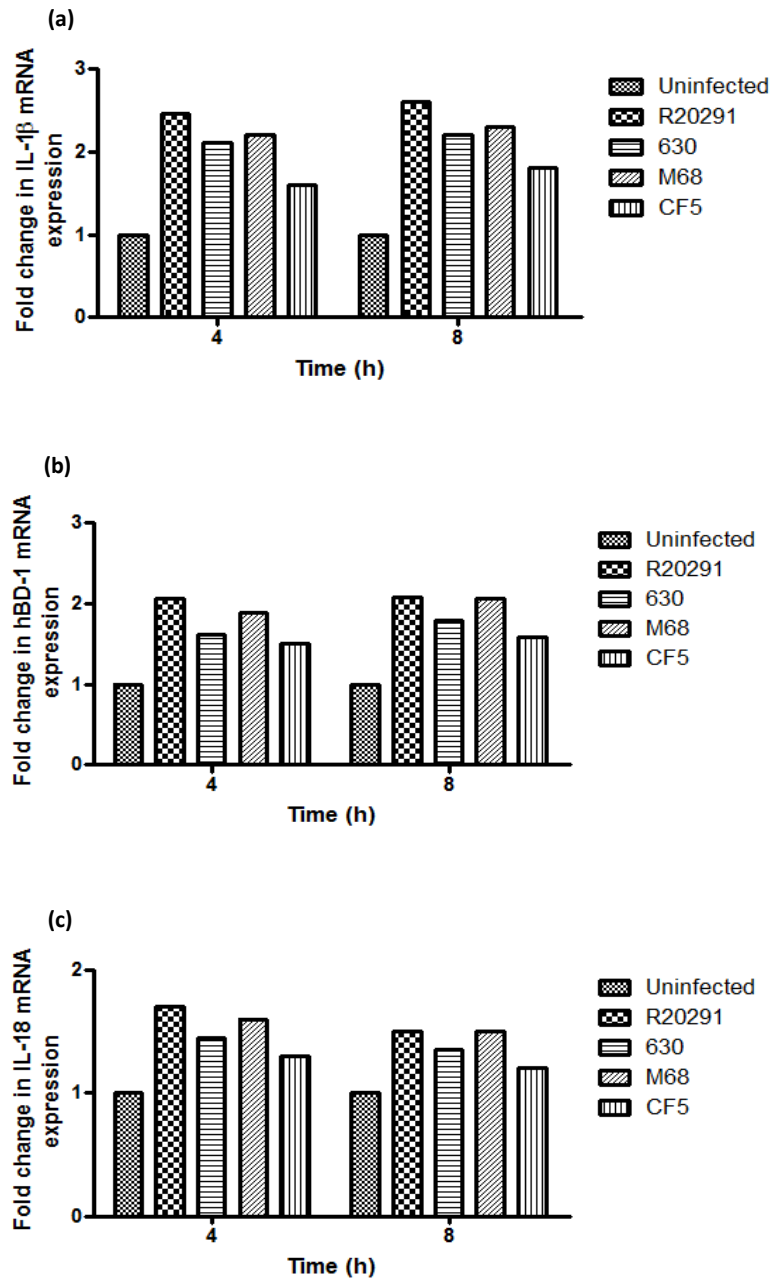 (a)
Fold change in IL-1β mRNA
expression
3
2
1
0
4
8
Time (h)
Uninfected
R20291
630
M68
CF5
(b)
Fold change in hBD-1 mRNA
expression
3
2
1
0
4
8
Time (h)
Uninfected
R20291
630
M68
CF5
(c)
Fold change in IL-18 mRNA
expression
2
1
0
4
8
Time (h)
Uninfected
R20291
630
M68
CF5